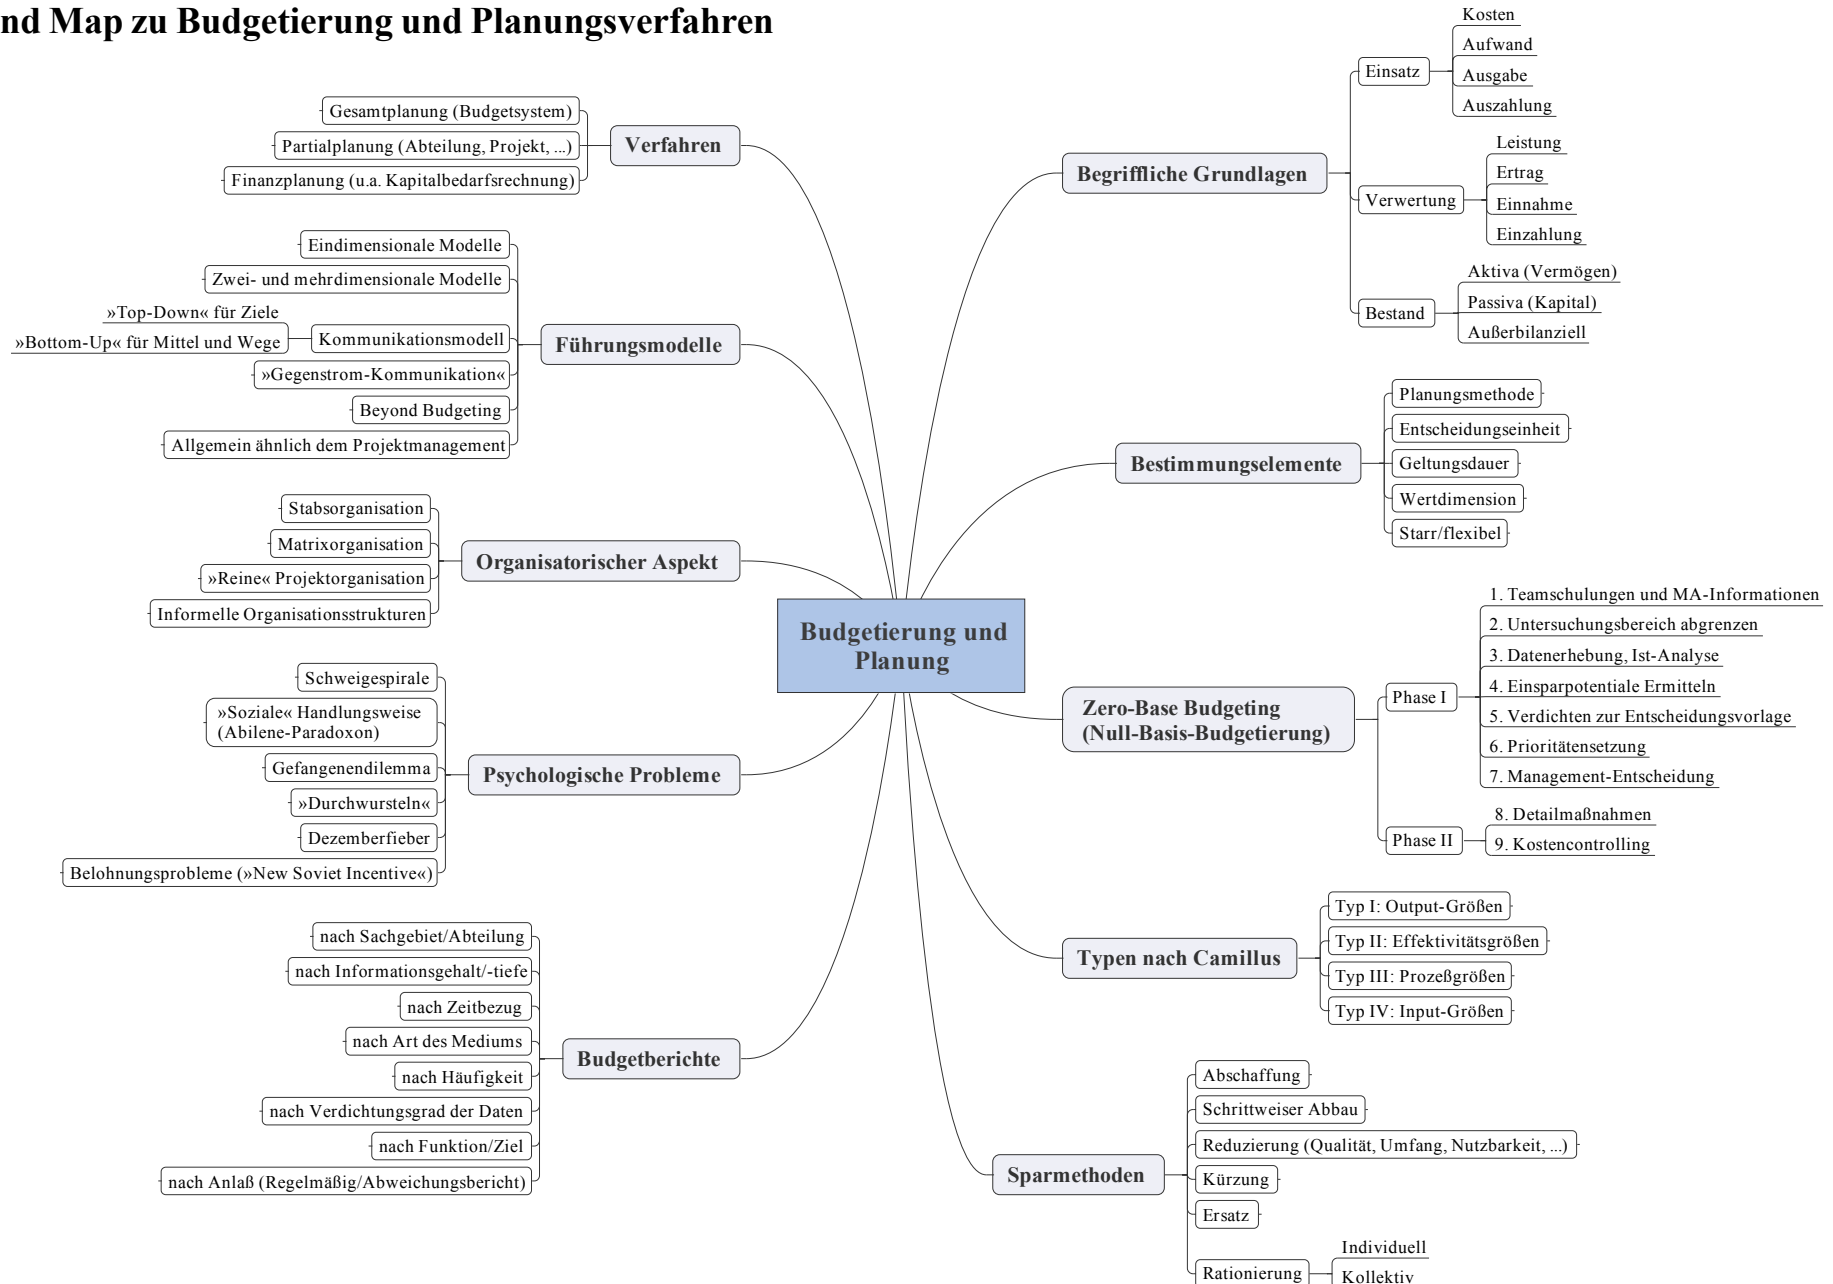 nd Map zu Budgetierung und Planungsverfahren
Budgetierung und
Planung
Verfahren
Gesamtplanung (Budgetsystem)
Partialplanung (Abteilung, Projekt, ...)
Finanzplanung (u.a. Kapitalbedarfsrechnung)
Führungsmodelle
Eindimensionale Modelle
Zwei- und mehrdimensionale Modelle
Kommunikationsmodell
»Top-Down« für Ziele
»Bottom-Up« für Mittel und Wege
»Gegenstrom-Kommunikation«
Beyond Budgeting
Allgemein ähnlich dem Projektmanagement
Organisatorischer Aspekt
Stabsorganisation
Matrixorganisation
»Reine« Projektorganisation
Informelle Organisationsstrukturen
Psychologische Probleme
Schweigespirale
»Soziale« Handlungsweise
(Abilene-Paradoxon)
Gefangenendilemma
»Durchwursteln«
Dezemberfieber
Belohnungsprobleme (»New Soviet Incentive«)
Budgetberichte
nach Sachgebiet/Abteilung
nach Informationsgehalt/-tiefe
nach Zeitbezug
nach Art des Mediums
nach Häufigkeit
nach Verdichtungsgrad der Daten
nach Funktion/Ziel
nach Anlaß (Regelmäßig/Abweichungsbericht)
Begriffliche Grundlagen
Einsatz
Kosten
Aufwand
Ausgabe
Auszahlung
Verwertung
Leistung
Ertrag
Einnahme
Einzahlung
Bestand
Aktiva (Vermögen)
Passiva (Kapital)
Außerbilanziell
Bestimmungselemente
Planungsmethode
Entscheidungseinheit
Geltungsdauer
Wertdimension
Starr/flexibel
Zero-Base Budgeting
(Null-Basis-Budgetierung)
Phase I
1. Teamschulungen und MA-Informationen
2. Untersuchungsbereich abgrenzen
3. Datenerhebung, Ist-Analyse
4. Einsparpotentiale Ermitteln
5. Verdichten zur Entscheidungsvorlage
6. Prioritätensetzung
7. Management-Entscheidung
Phase II
8. Detailmaßnahmen
9. Kostencontrolling
Typen nach Camillus
Typ I: Output-Größen
Typ II: Effektivitätsgrößen
Typ III: Prozeßgrößen
Typ IV: Input-Größen
Sparmethoden
Abschaffung
Schrittweiser Abbau
Reduzierung (Qualität, Umfang, Nutzbarkeit, ...)
Kürzung
Ersatz
Rationierung
Individuell
Kollektiv